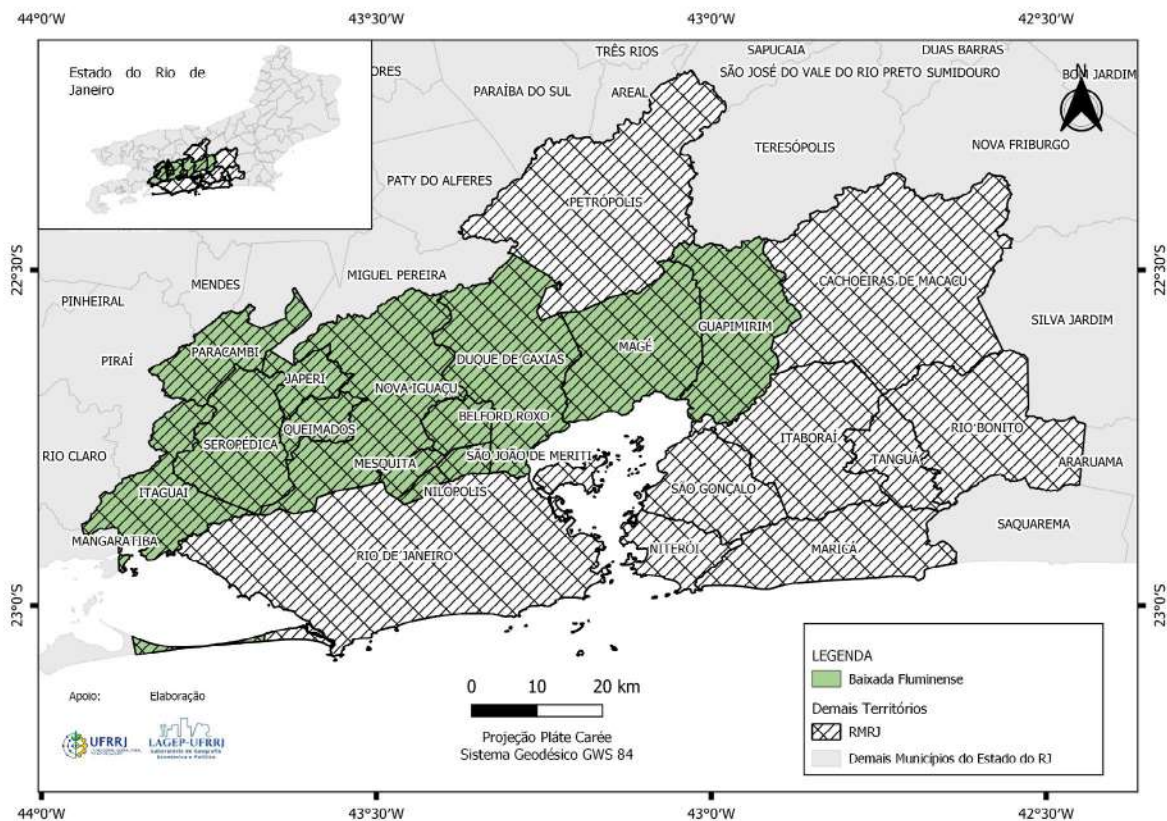 44°0'W 43°30'W 43°0'W 42°30'W
Estado do Rio de
Janeiro
ORES
TRÊS RIOS
SAPUCAIA
DUAS BARRAS
SÃO JOSÉ DO VALE DO RIO PRETO
SUMIDOURO
BOM JARDIM
PARAÍBA DO SUL
AREAL
TERESÓPOLIS
NOVA FRIBURGO
PATY DO ALFERES
PETRÓPOLIS
22°30'S
22°30'S
MENDES
MIGUEL PEREIRA
CACHOEIRAS DE MACACU
PINHEIRAL
SILVA JARDIM
GUAPIMIRIM
PIRAÍ
PARACAMBI
DUQUE DE CAXIAS
MAGÉ
JAPERI
NOVA IGUAÇU
BELFORD ROXO
QUEIMADOS
SEROPÉDICA
ITABORAÍ
RIO BONITO
RIO CLARO
MESQUITA
SÃO JOÃO DE MERITI
TANGUÁ
ARARUAMA
ITAGUAÍ
NILÓPOLIS
SÃO GONÇALO
SAQUAREMA
MANGARATIBA
RIO DE JANEIRO
NITERÓI
MARICÁ
23°0'S
23°0'S
LEGENDA
Baixada Fluminense
Demais Territórios
RMRJ
Demais Municípios do Estado do RJ
Apoio: Elaboração
UFRRJ
LAGEP-UFRRJ
Laboratório de Geografia
Econômica e Política
0 10 20 km
Projeção Pláte Carée
Sistema Geodésico GWS 84
44°0'W 43°30'W 43°0'W 42°30'W